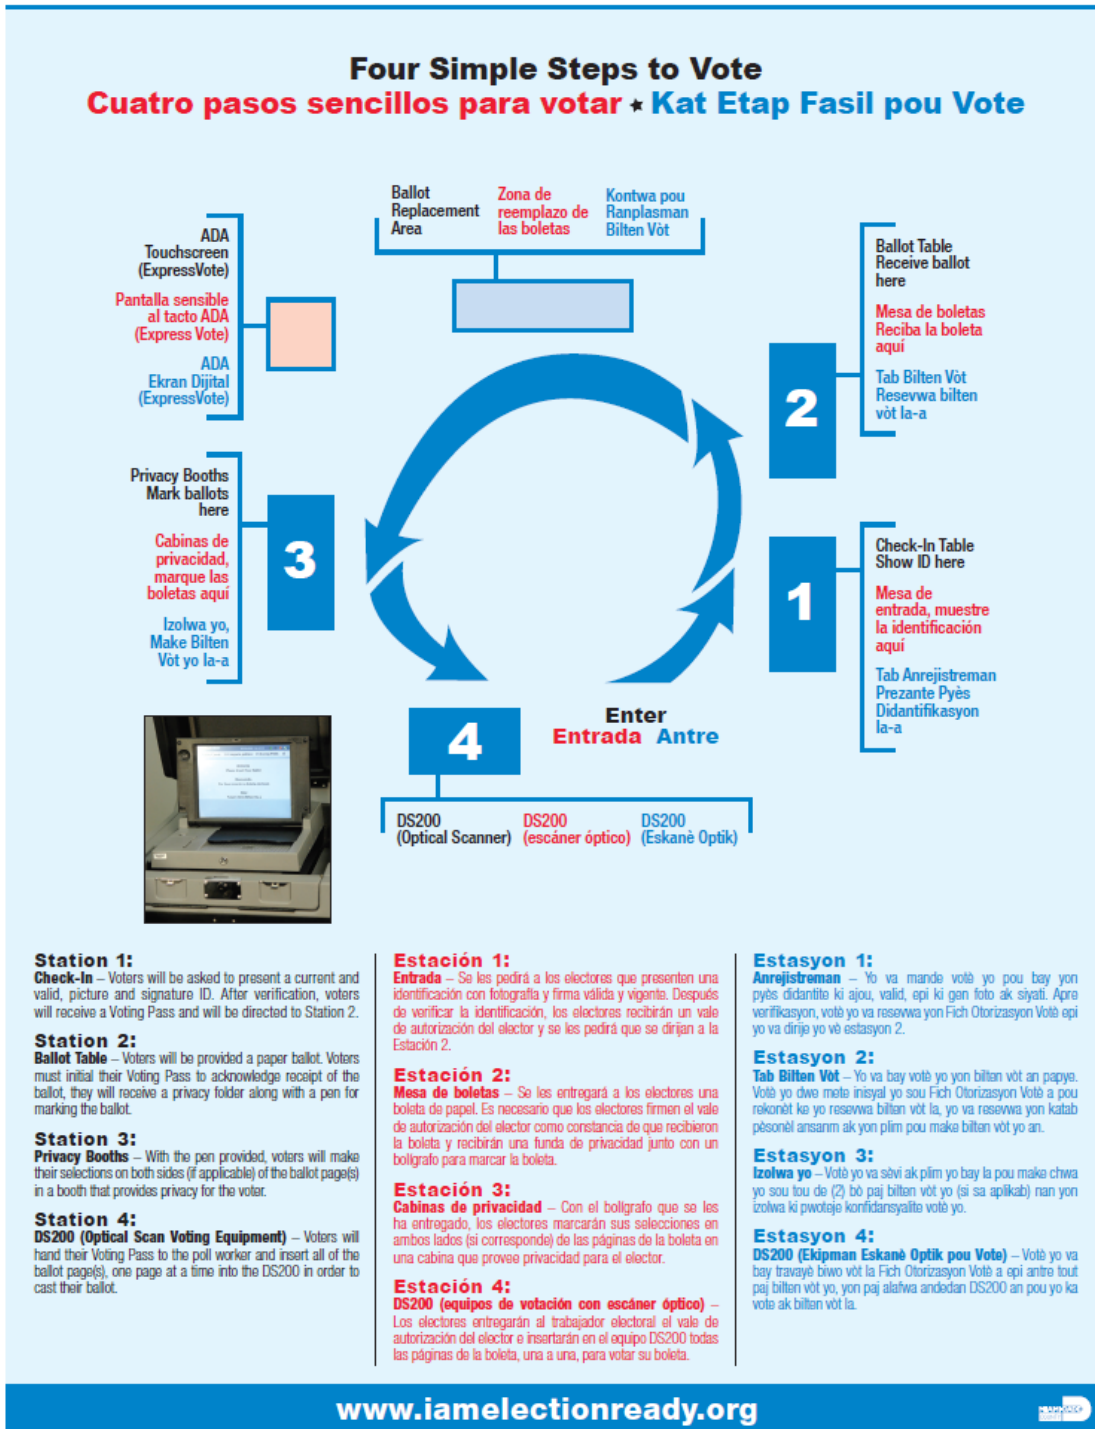 Four Simple Steps to Vote
Cuatro pasos sencillos para votar ★ Kat Etap Fasil pou Vote
Ballot
Replacement
Area
Zona de
reemplazo de
las boletas
Kontwa pou
Ranplasman
Bilten Vòt
ADA
Touchscreen
(ExpressVote)
Pantalla sensible
al tacto ADA
(Express Vote)
ADA
Ekran Dijital
(ExpressVote)
2
Ballot Table
Receive ballot
here
Mesa de boletas
Reciba la boleta
aquí
Tab Bilten Vòt
Resevwa bilten
vòt la-a
Privacy Booths
Mark ballots
here
Cabinas de
privacidad,
marque las
boletas aquí
Izolwa yo,
Make Bilten
Vòt yo la-a
3
1
Check-In Table
Show ID here
Mesa de
entrada, muestre
la identificación
aquí
Tab Anrejistreman
Prezante Pyès
Didantifikasyon
la-a
Enter
Entrada Antre
4
DS200
(Optical Scanner)
DS200
(escáner óptico)
DS200
(Eskanè Optik)
Station 1:
Check-In – Voters will be asked to present a current and
valid, picture and signature ID. After verification, voters
will receive a Voting Pass and will be directed to Station 2.
Station 2:
Ballot Table – Voters will be provided a paper ballot. Voters
must initial their Voting Pass to acknowledge receipt of the
ballot, they will receive a privacy folder along with a pen for
marking the ballot.
Station 3:
Privacy Booths – With the pen provided, voters will make
their selections on both sides (if applicable) of the ballot page(s)
in a booth that provides privacy for the voter.
Station 4:
DS200 (Optical Scan Voting Equipment) – Voters will
hand their Voting Pass to the poll worker and insert all of the
ballot page(s), one page at a time into the DS200 in order to
cast their ballot.
Estación 1:
Entrada – Se les pedirá a los electores que presenten una
identificación con fotografía y firma válida y vigente. Después
de verificar la identificación, los electores recibirán un vale
de autorización del elector y se les pedirá que se dirijan a la
Estación 2.
Estación 2:
Mesa de boletas – Se les entregará a los electores una
boleta de papel. Es necesario que los electores firmen el vale
de autorización del elector como constancia de que recibieron
la boleta y recibirán una funda de privacidad junto con un
bolígrafo para marcar la boleta.
Estación 3:
Cabinas de privacidad – Con el bolígrafo que se les
ha entregado, los electores marcarán sus selecciones en
ambos lados (si corresponde) de las páginas de la boleta en
una cabina que provee privacidad para el elector.
Estación 4:
DS200 (equipos de votación con escáner óptico) –
Los electores entregarán al trabajador electoral el vale de
autorización del elector e insertarán en el equipo DS200 todas
las páginas de la boleta, una a una, para votar su boleta.
Estasyon 1:
Anrejistreman – Yo va mande votè yo pou bay yon
pyès didantite ki ajou, valid, epi ki gen foto ak siyati. Apre
verifikasyon, votè yo va resevwa yon Fich Otorizasyon Votè epi
yo va dirije yo vè estasyon 2.
Estasyon 2:
Tab Bilten Vòt – Yo va bay votè yo yon bilten vòt an papye.
Votè yo dwe mete inisyal yo sou Fich Otorizasyon Votè a pou
rekonèt ke yo resevwa bilten vòt la, yo va resevwa yon katab
pèsonèl ansanm ak yon plim pou make bilten vòt yo an.
Estasyon 3:
Izolwa yo – Votè yo va sèvi ak plim yo bay la pou make chwa
yo sou tou de (2) bò paj bilten vòt yo (si sa aplikab) nan yon
izolwa ki pwoteje konfidansyalite votè yo.
Estasyon 4:
DS200 (Ekipman Eskanè Optik pou Vote) – Votè yo va
bay travayè biwo vòt la Fich Otorizasyon Votè a epi antre tout
paj bilten vòt yo, yon paj alafwa andedan DS200 an pou yo ka
vote ak bilten vòt la.
www.iamelectionready.org